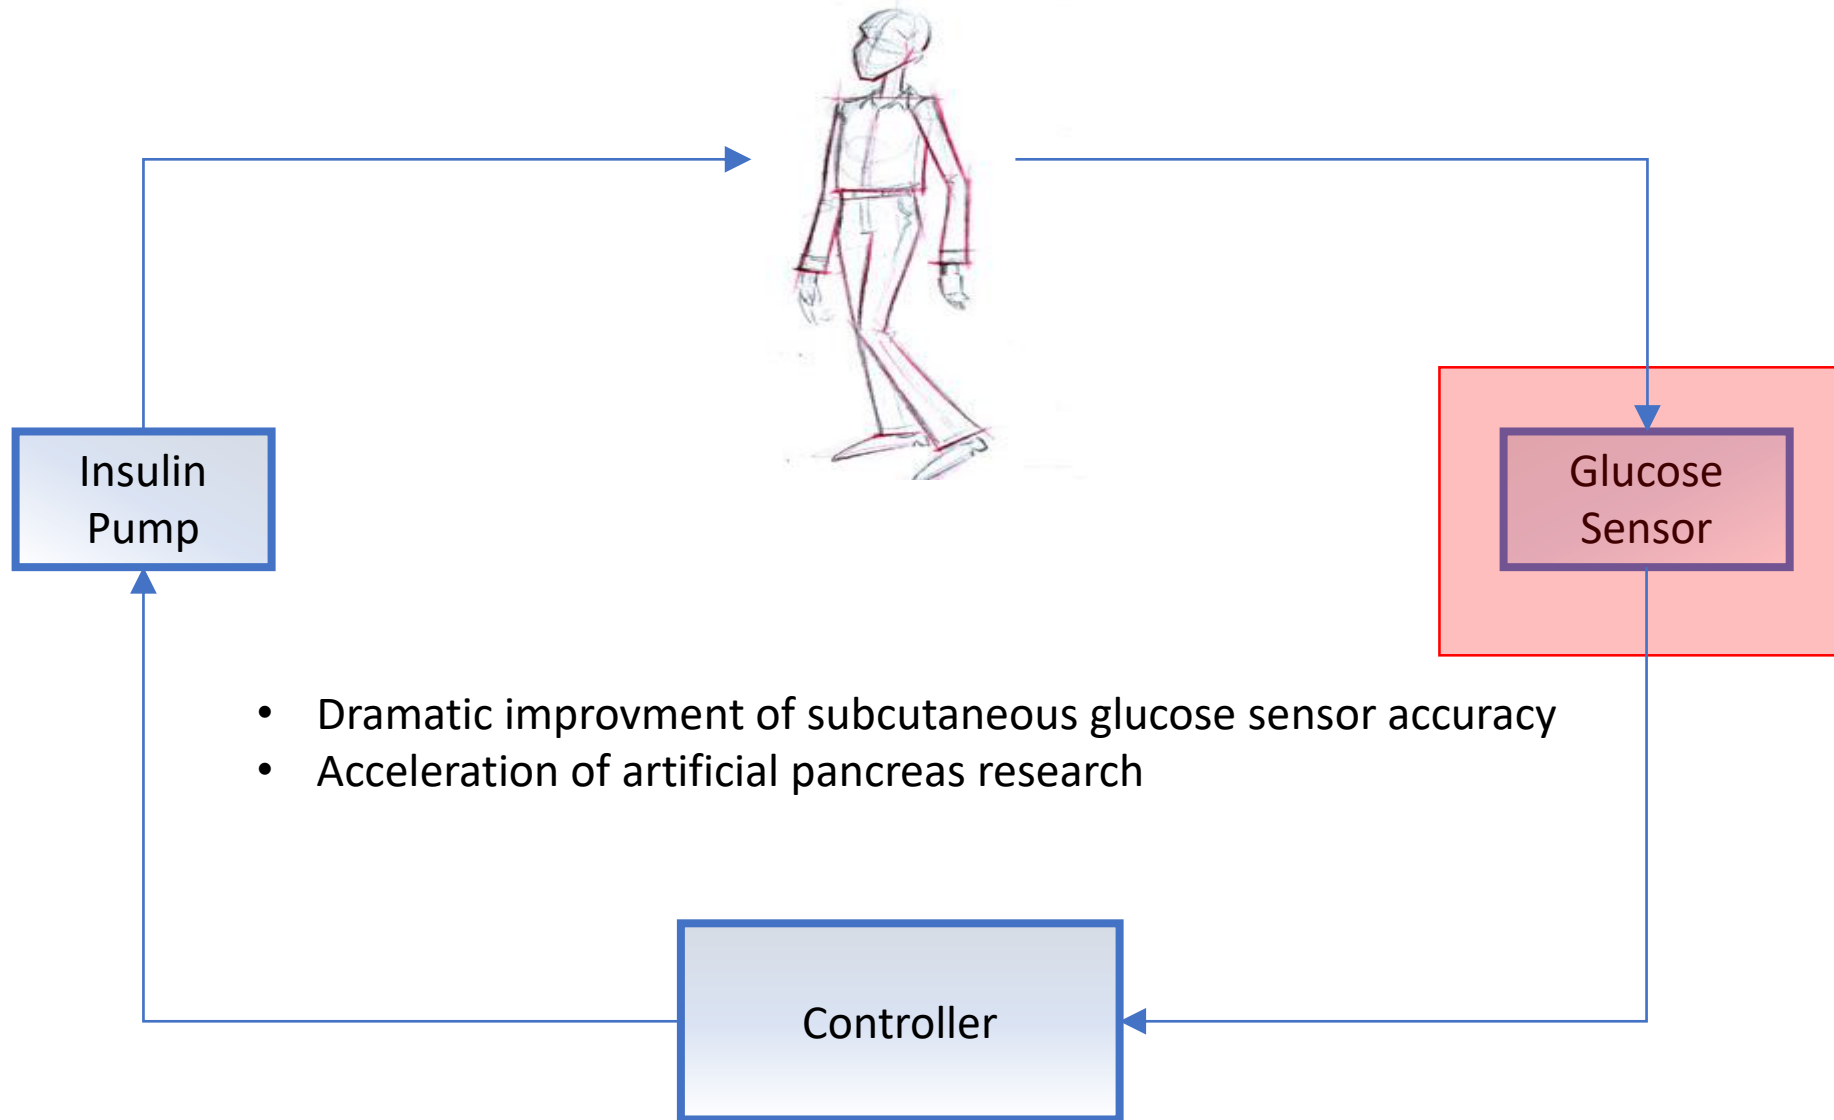 Insulin
Pump
Glucose
Sensor
• Dramatic improvment of subcutaneous glucose sensor accuracy
• Acceleration of artificial pancreas research
Controller